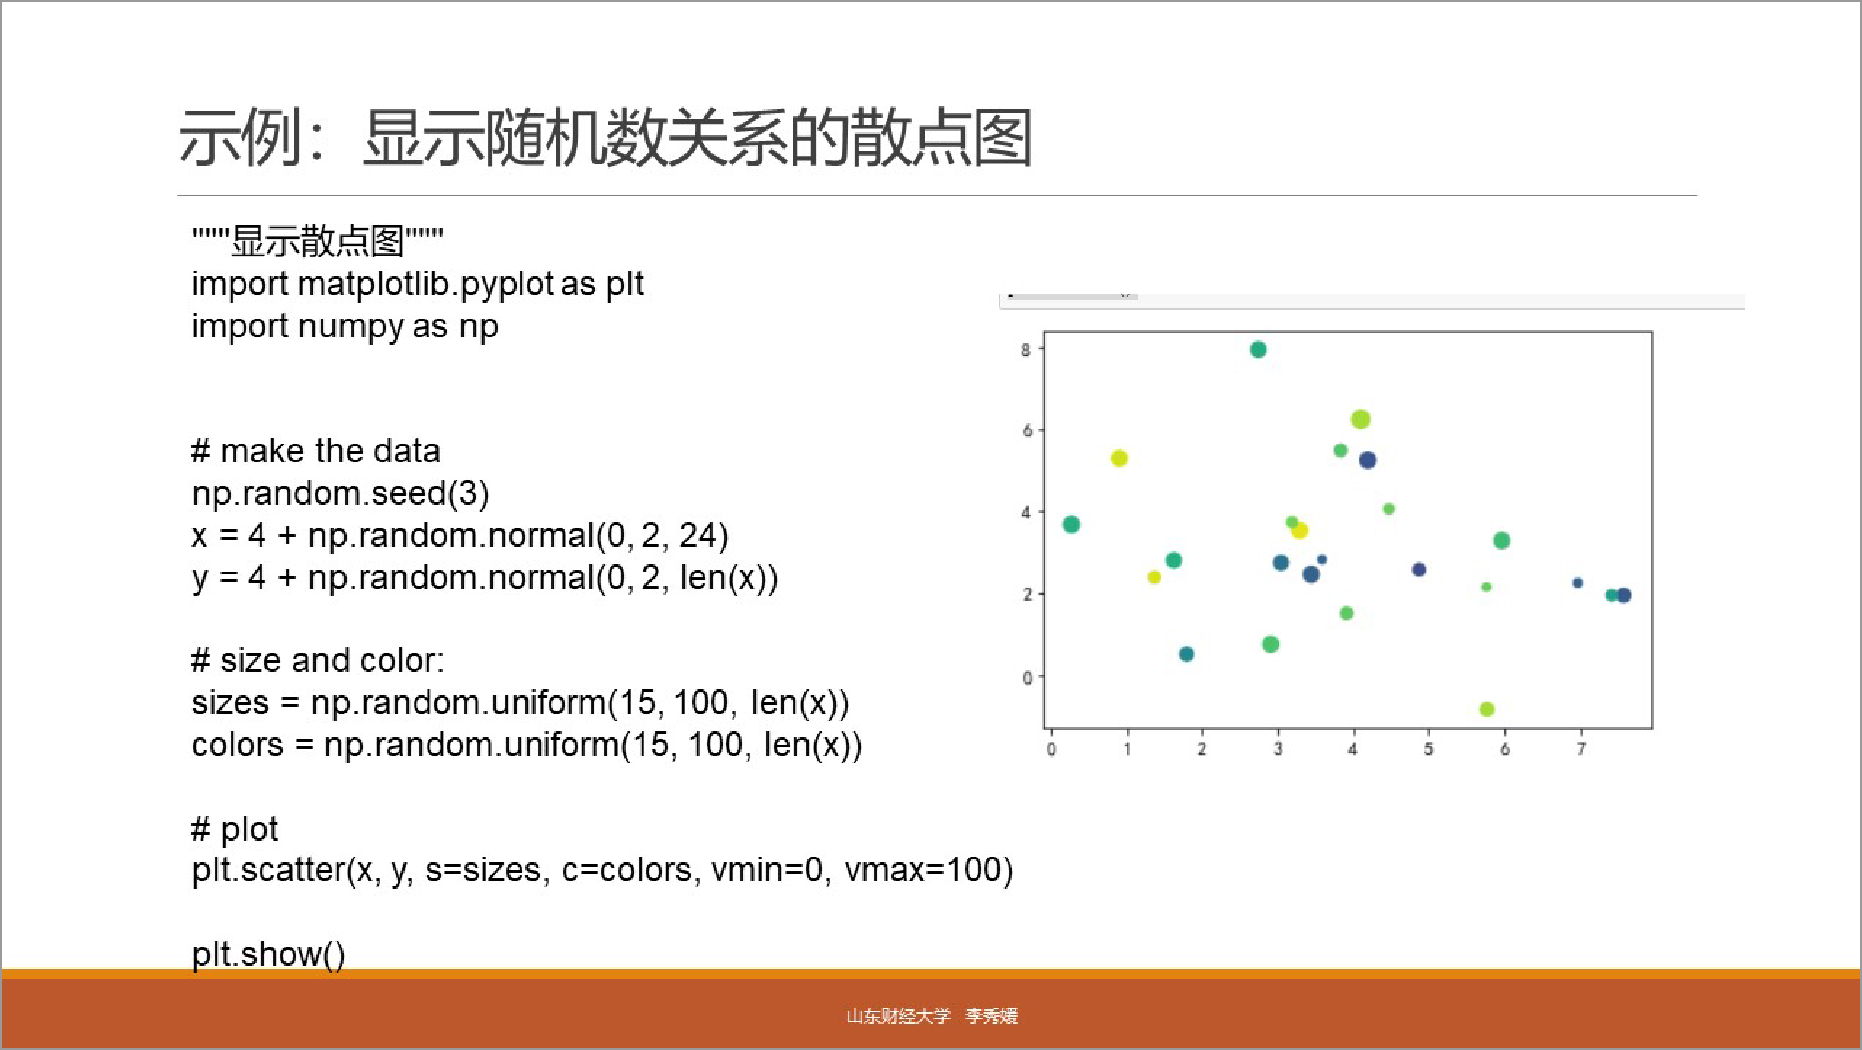 示例：显示随机数关系的散点图
"""显示散点图"""
import matplotlib.pyplot as plt
import numpy as np
# make the data
np.random.seed(3)
x = 4 + np.random.normal(0, 2, 24)
y = 4 + np.random.normal(0, 2, len(x))
# size and color:
sizes = np.random.uniform(15, 100, len(x))
colors = np.random.uniform(15, 100, len(x))
# plot
plt.scatter(x, y, s=sizes, c=colors, vmin=0, vmax=100)
plt.show()
8
6
4
2
0
0 1 2 3 4 5 6 7
山东财经大学 李秀嫒